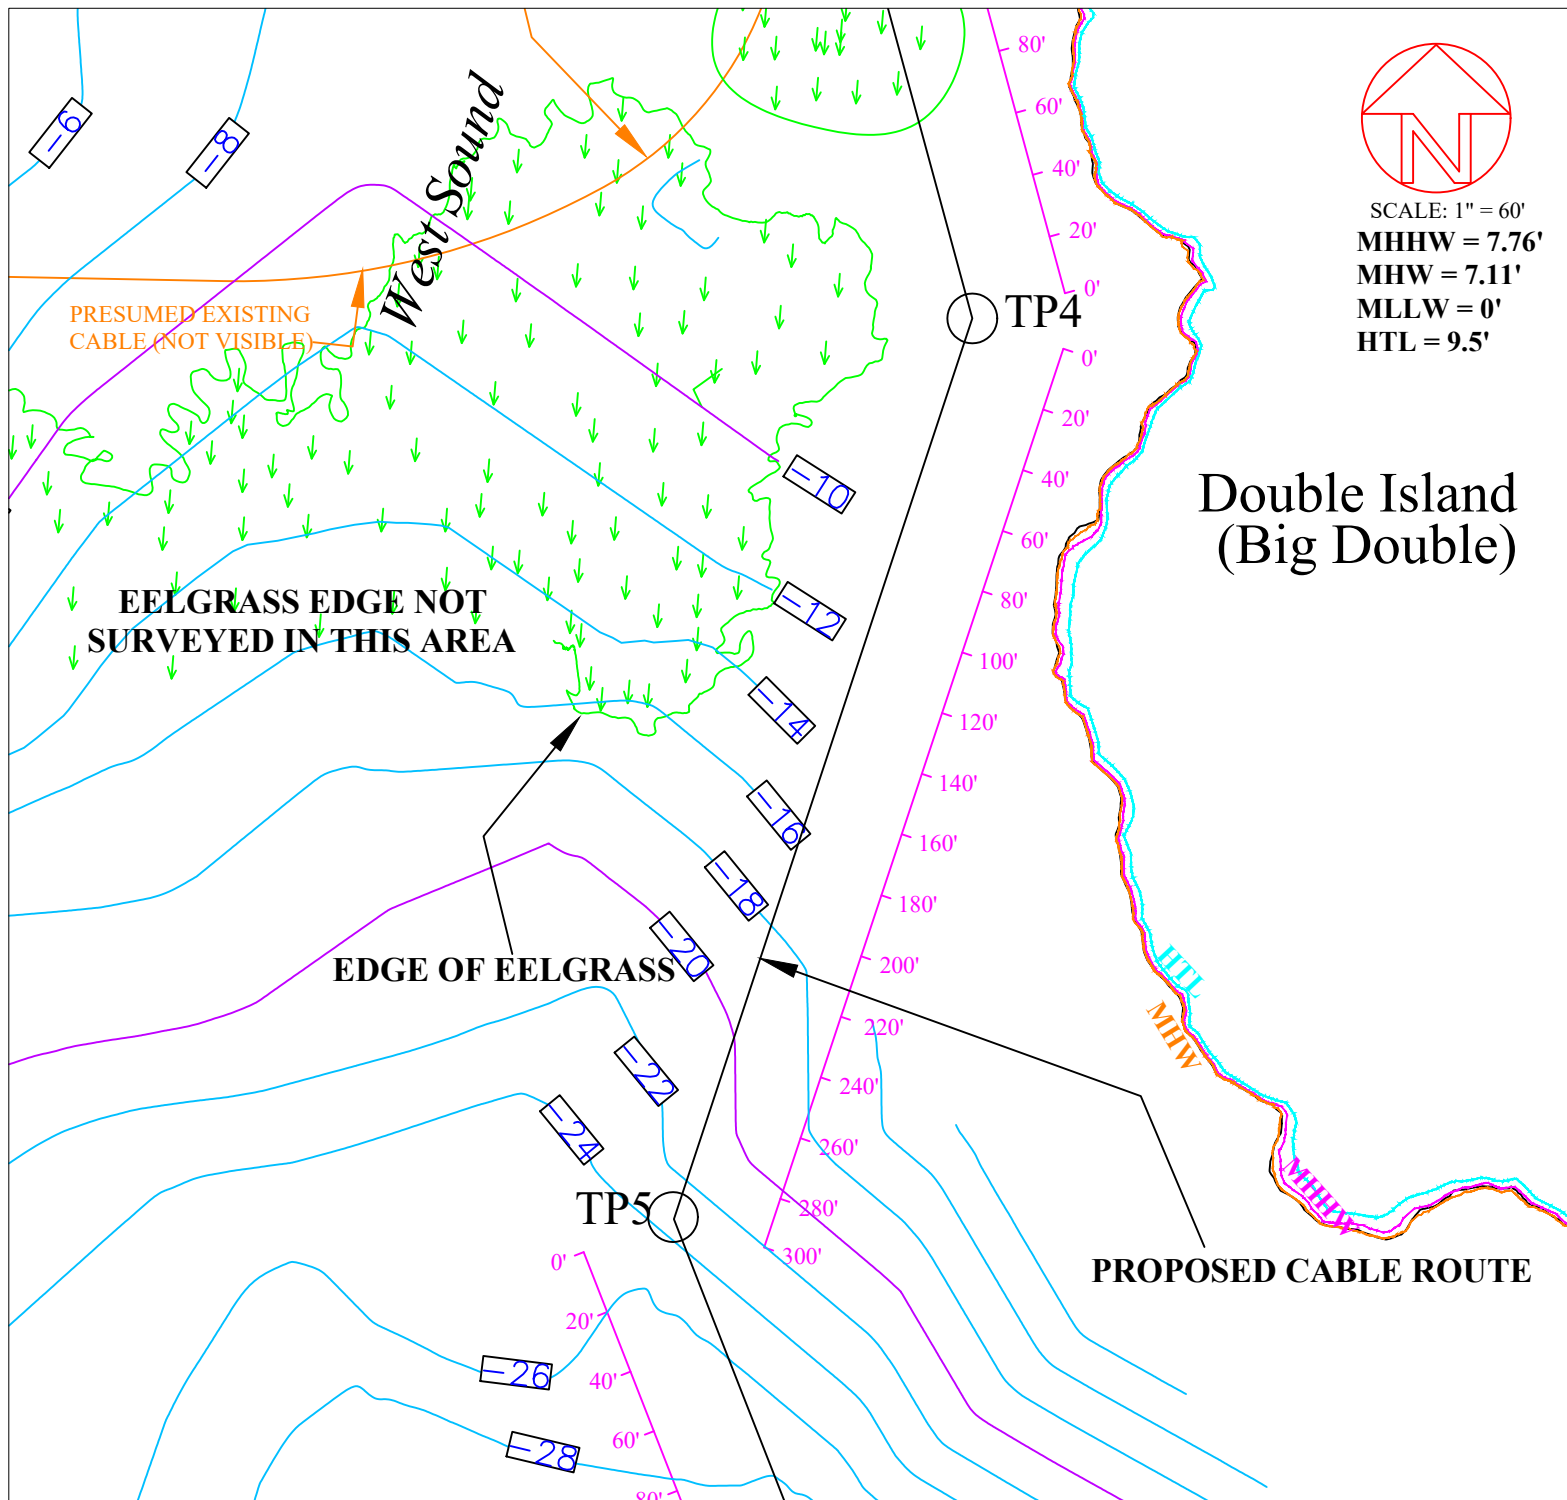 80'
60'
40'
20'
0'
-6
-8
West Sound
N
SCALE: 1" = 60'
MHHW = 7.76'
MHW = 7.11'
MLLW = 0'
HTL = 9.5'
PRESUMED EXISTING
CABLE (NOT VISIBLE)
TP4
0'
20'
40'
60'
80'
100'
120'
140'
160'
180'
200'
220'
240'
260'
280'
300'
Double Island
(Big Double)
-10
-12
-14
-16
-18
-20
-22
-24
-26
-28
EELGRASS EDGE NOT
SURVEYED IN THIS AREA
EDGE OF EELGRASS
HTL
MHW
MHHW
TP5
PROPOSED CABLE ROUTE
0'
20'
40'
60'
80'